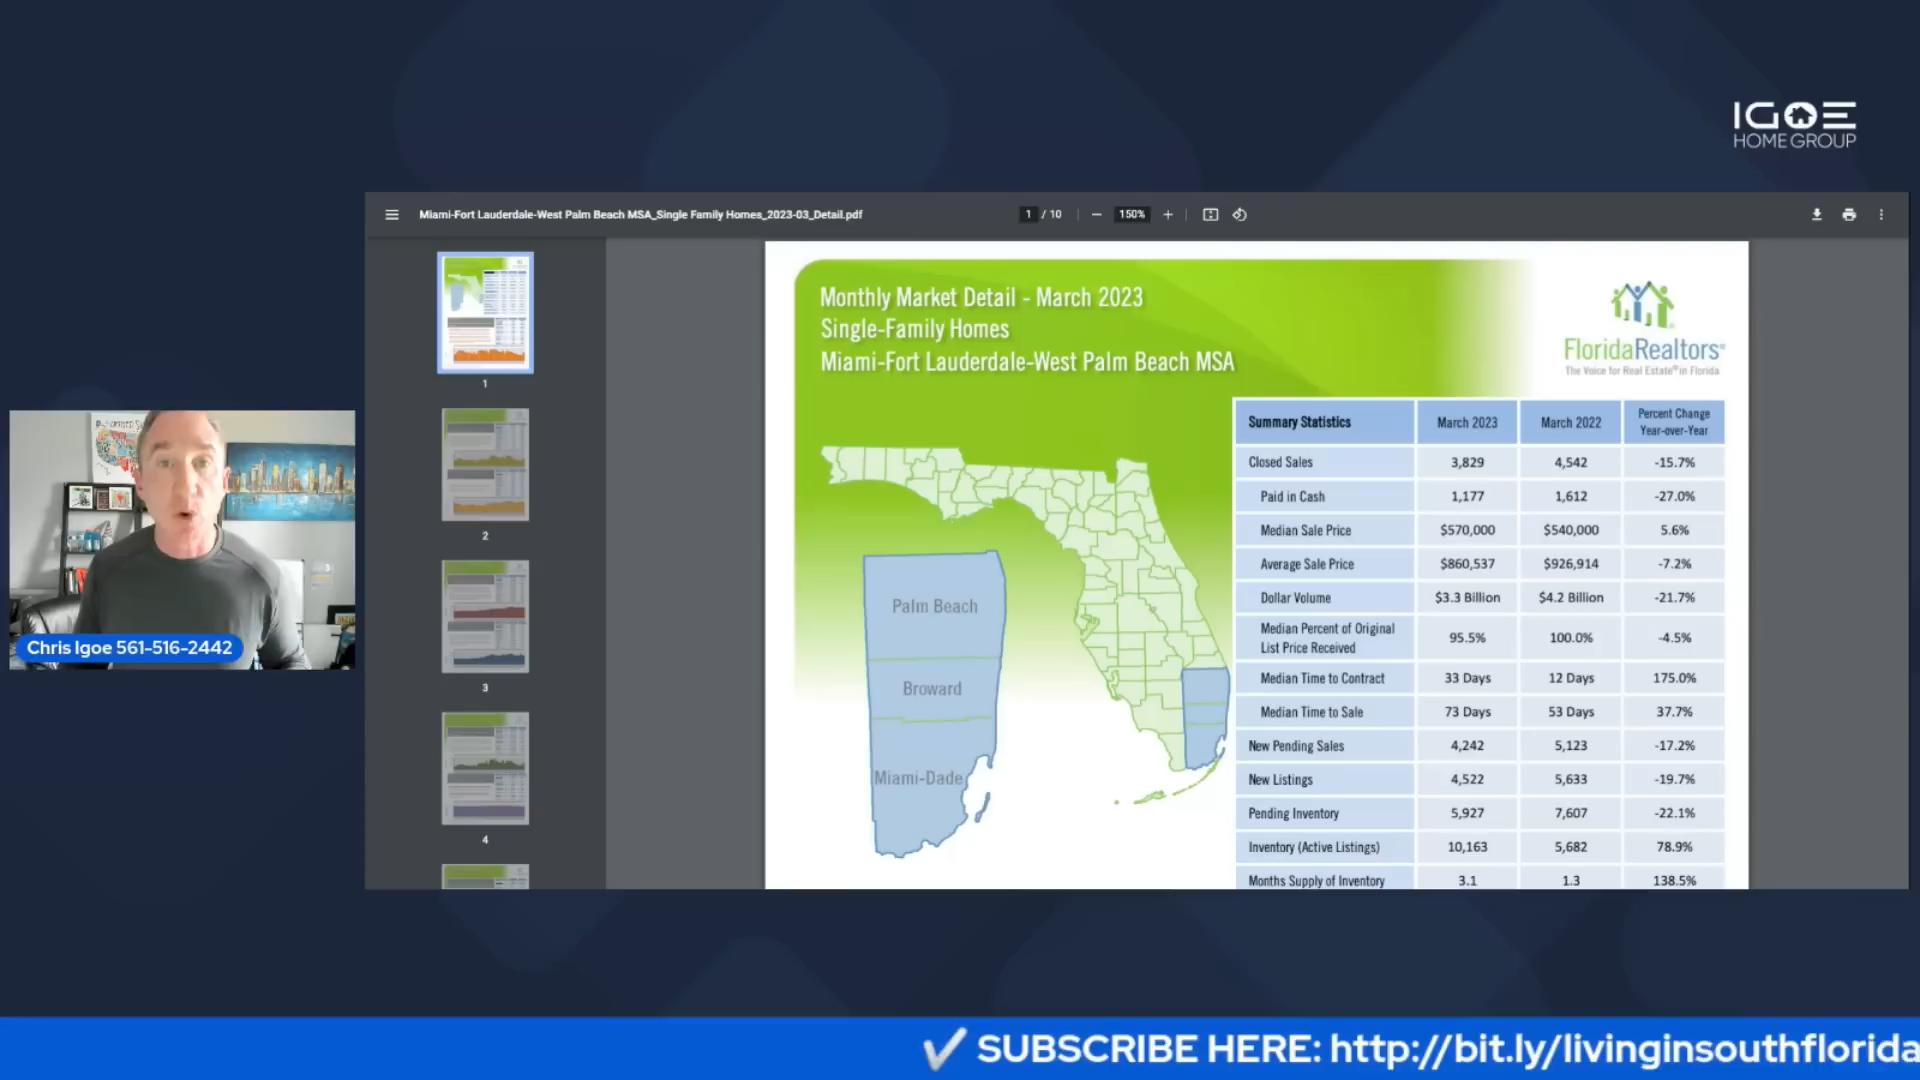 IGOE
HOME GROUP
Miami-Fort Lauderdale-West Palm Beach MSA_Single Family Homes_2023-03_Detail.pdf
1 / 10
150%
1
2
3
4
Monthly Market Detail - March 2023
Single-Family Homes
Miami-Fort Lauderdale-West Palm Beach MSA
FloridaRealtors®
The Voice for Real Estate® in Florida
Palm Beach
Broward
Miami-Dade
Summary Statistics March 2023 March 2022 Percent Change Year-over-Year
Closed Sales 3,829 4,542 -15.7%
Paid in Cash 1,177 1,612 -27.0%
Median Sale Price $570,000 $540,000 5.6%
Average Sale Price $860,537 $926,914 -7.2%
Dollar Volume $3.3 Billion $4.2 Billion -21.7%
Median Percent of Original List Price Received 95.5% 100.0% -4.5%
Median Time to Contract 33 Days 12 Days 175.0%
Median Time to Sale 73 Days 53 Days 37.7%
New Pending Sales 4,242 5,123 -17.2%
New Listings 4,522 5,633 -19.7%
Pending Inventory 5,927 7,607 -22.1%
Inventory (Active Listings) 10,163 5,682 78.9%
Months Supply of Inventory 3.1 1.3 138.5%
Chris Igoe 561-516-2442
SUBSCRIBE HERE: http://bit.ly/livinginsouthflorida